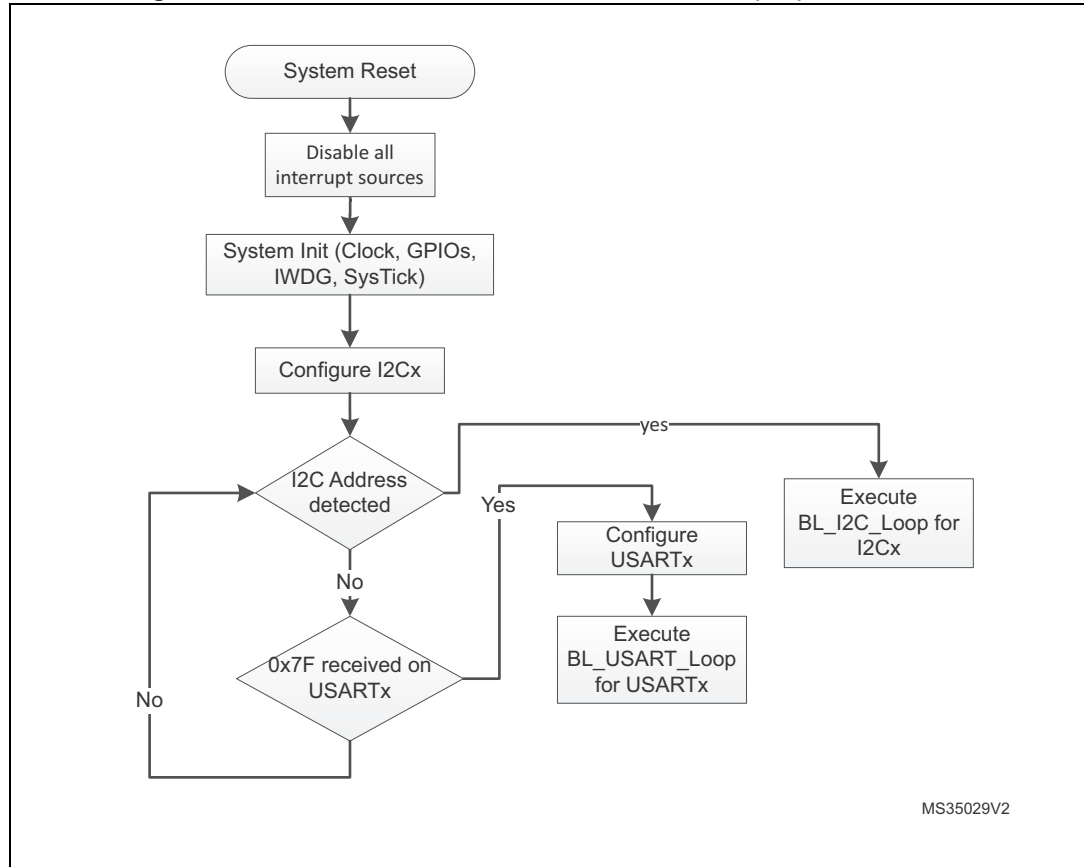 System Reset
Disable all
interrupt sources
System Init (Clock, GPIOs,
IWDG, SysTick)
Configure I2Cx
yes
I2C Address
detected
Yes
Execute
BL_I2C_Loop for
I2Cx
Configure
USARTx
No
0x7F received on
USARTx
Execute
BL_USART_Loop
for USARTx
No
MS35029V2